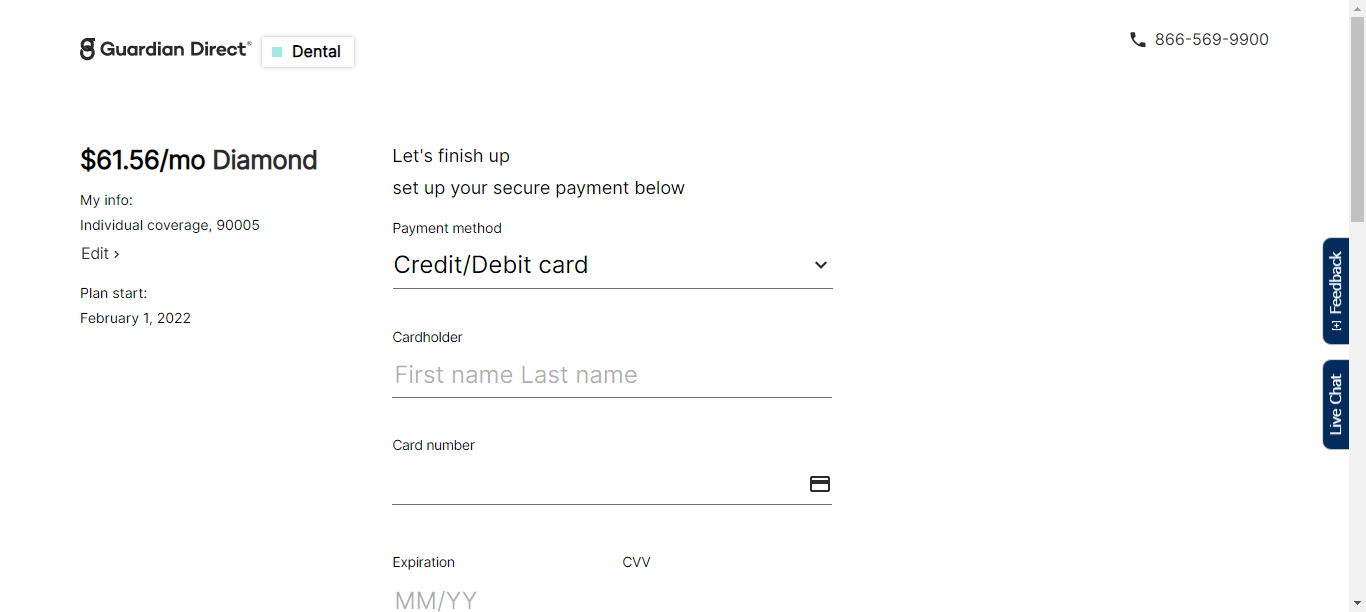 Guardian Direct®
Dental
866-569-9900
$61.56/mo Diamond
My info:
Individual coverage, 90005
Edit ›
Plan start:
February 1, 2022
Let's finish up
set up your secure payment below
Payment method
Credit/Debit card
Cardholder
First name Last name
Card number
Expiration
CVV
MM/YY
[+] Feedback
Live Chat